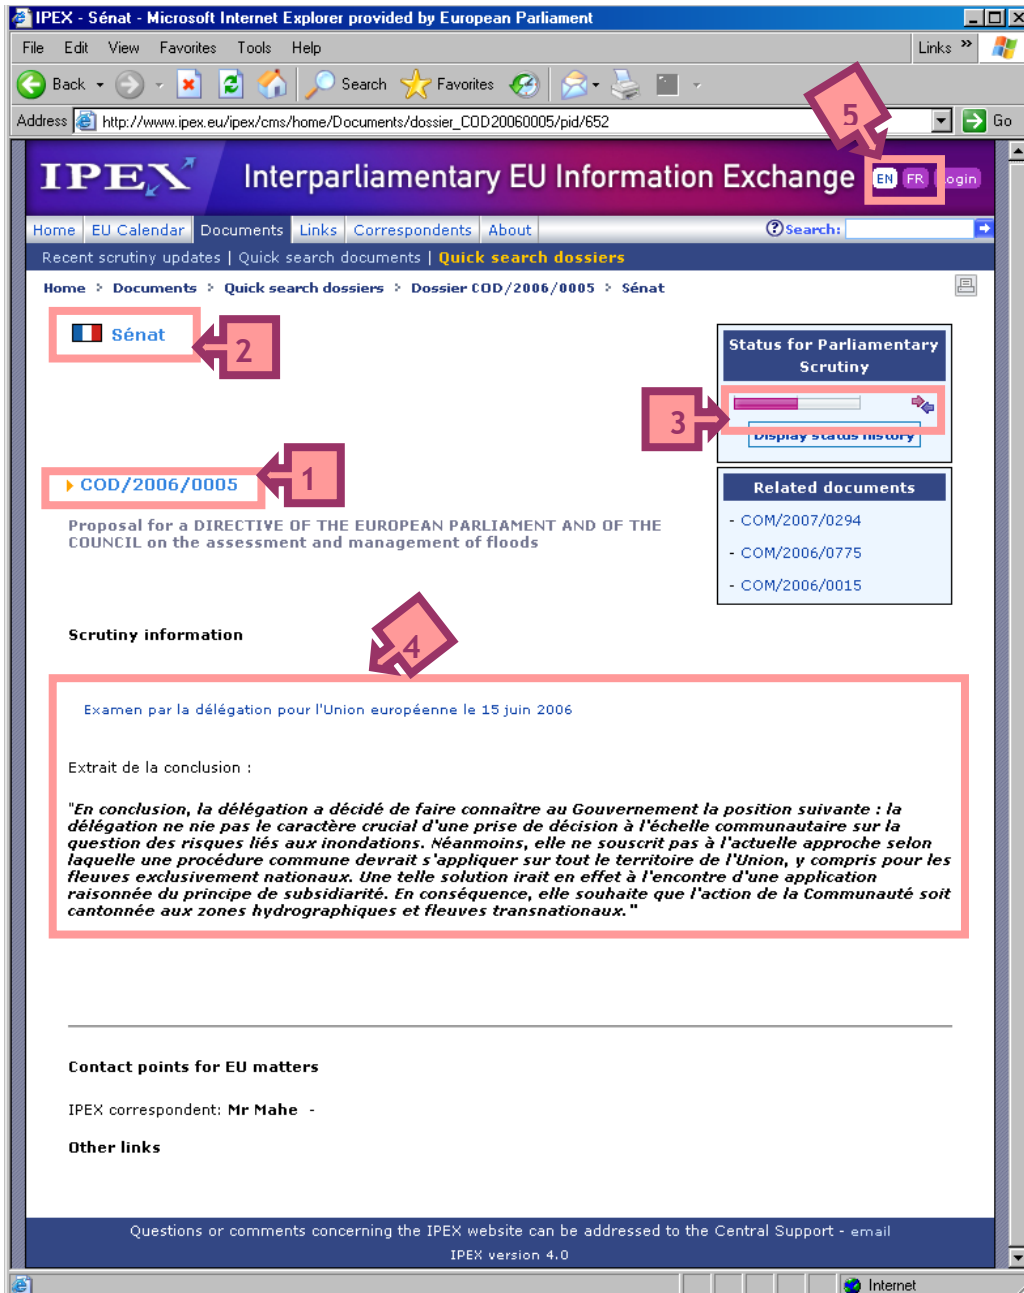 IPEX - Sénat - Microsoft Internet Explorer provided by European Parliament
File Edit View Favorites Tools Help Links »
Back Search Favorites
Address http://www.ipex.eu/ipex/cms/home/Documents/dossier_COD20060005/pid/652 Go
5
IPEX Interparliamentary EU Information Exchange EN FR Login
Home EU Calendar Documents Links Correspondents About ? Search:
Recent scrutiny updates | Quick search documents | Quick search dossiers
Home > Documents > Quick search dossiers > Dossier COD/2006/0005 > Sénat
Sénat
2
Status for Parliamentary
Scrutiny
3
Display status history
1
COD/2006/0005
Proposal for a DIRECTIVE OF THE EUROPEAN PARLIAMENT AND OF THE
COUNCIL on the assessment and management of floods
Related documents
- COM/2007/0294
- COM/2006/0775
- COM/2006/0015
Scrutiny information
4
Examen par la délégation pour l'Union européenne le 15 juin 2006
Extrait de la conclusion :
"En conclusion, la délégation a décidé de faire connaître au Gouvernement la position suivante : la
délégation ne nie pas le caractère crucial d'une prise de décision à l'échelle communautaire sur la
question des risques liés aux inondations. Néanmoins, elle ne souscrit pas à l'actuelle approche selon
laquelle une procédure commune devrait s'appliquer sur tout le territoire de l'Union, y compris pour les
fleuves exclusivement nationaux. Une telle solution irait en effet à l'encontre d'une application
raisonnée du principe de subsidiarité. En conséquence, elle souhaite que l'action de la Communauté soit
cantonnée aux zones hydrographiques et fleuves transnationaux."
Contact points for EU matters
IPEX correspondent: Mr Mahe -
Other links
Questions or comments concerning the IPEX website can be addressed to the Central Support - email
IPEX version 4.0
Internet